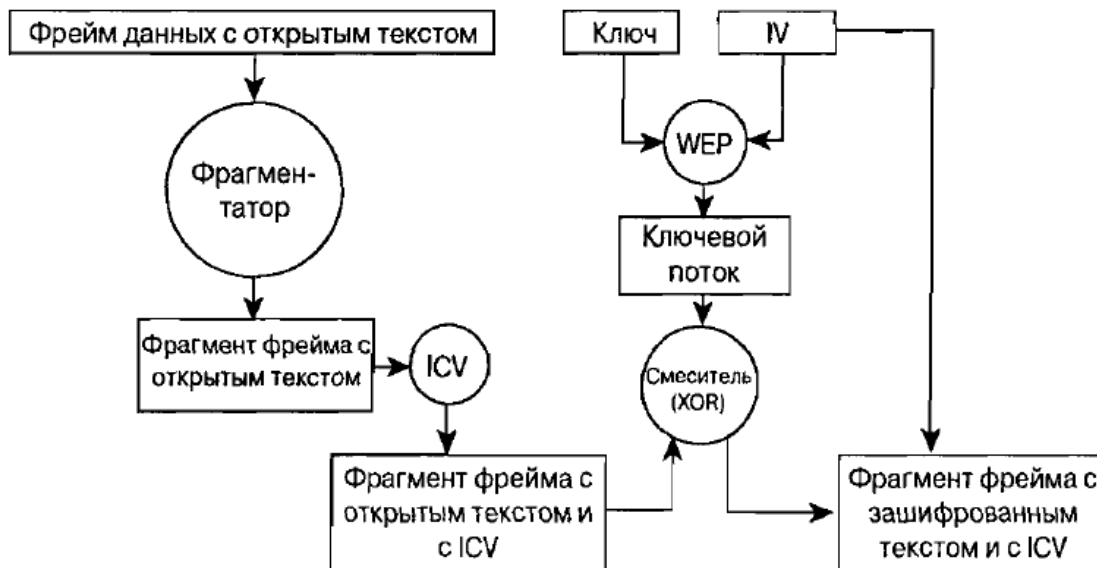 Фрейм данных с открытым текстом
Ключ
IV
WEP
Фрагмен-
татор
Ключевой
поток
Фрагмент фрейма с
открытым текстом
ICV
Смеситель
(XOR)
Фрагмент фрейма с
открытым текстом и
с ICV
Фрагмент фрейма с
зашифрованным
текстом и с ICV